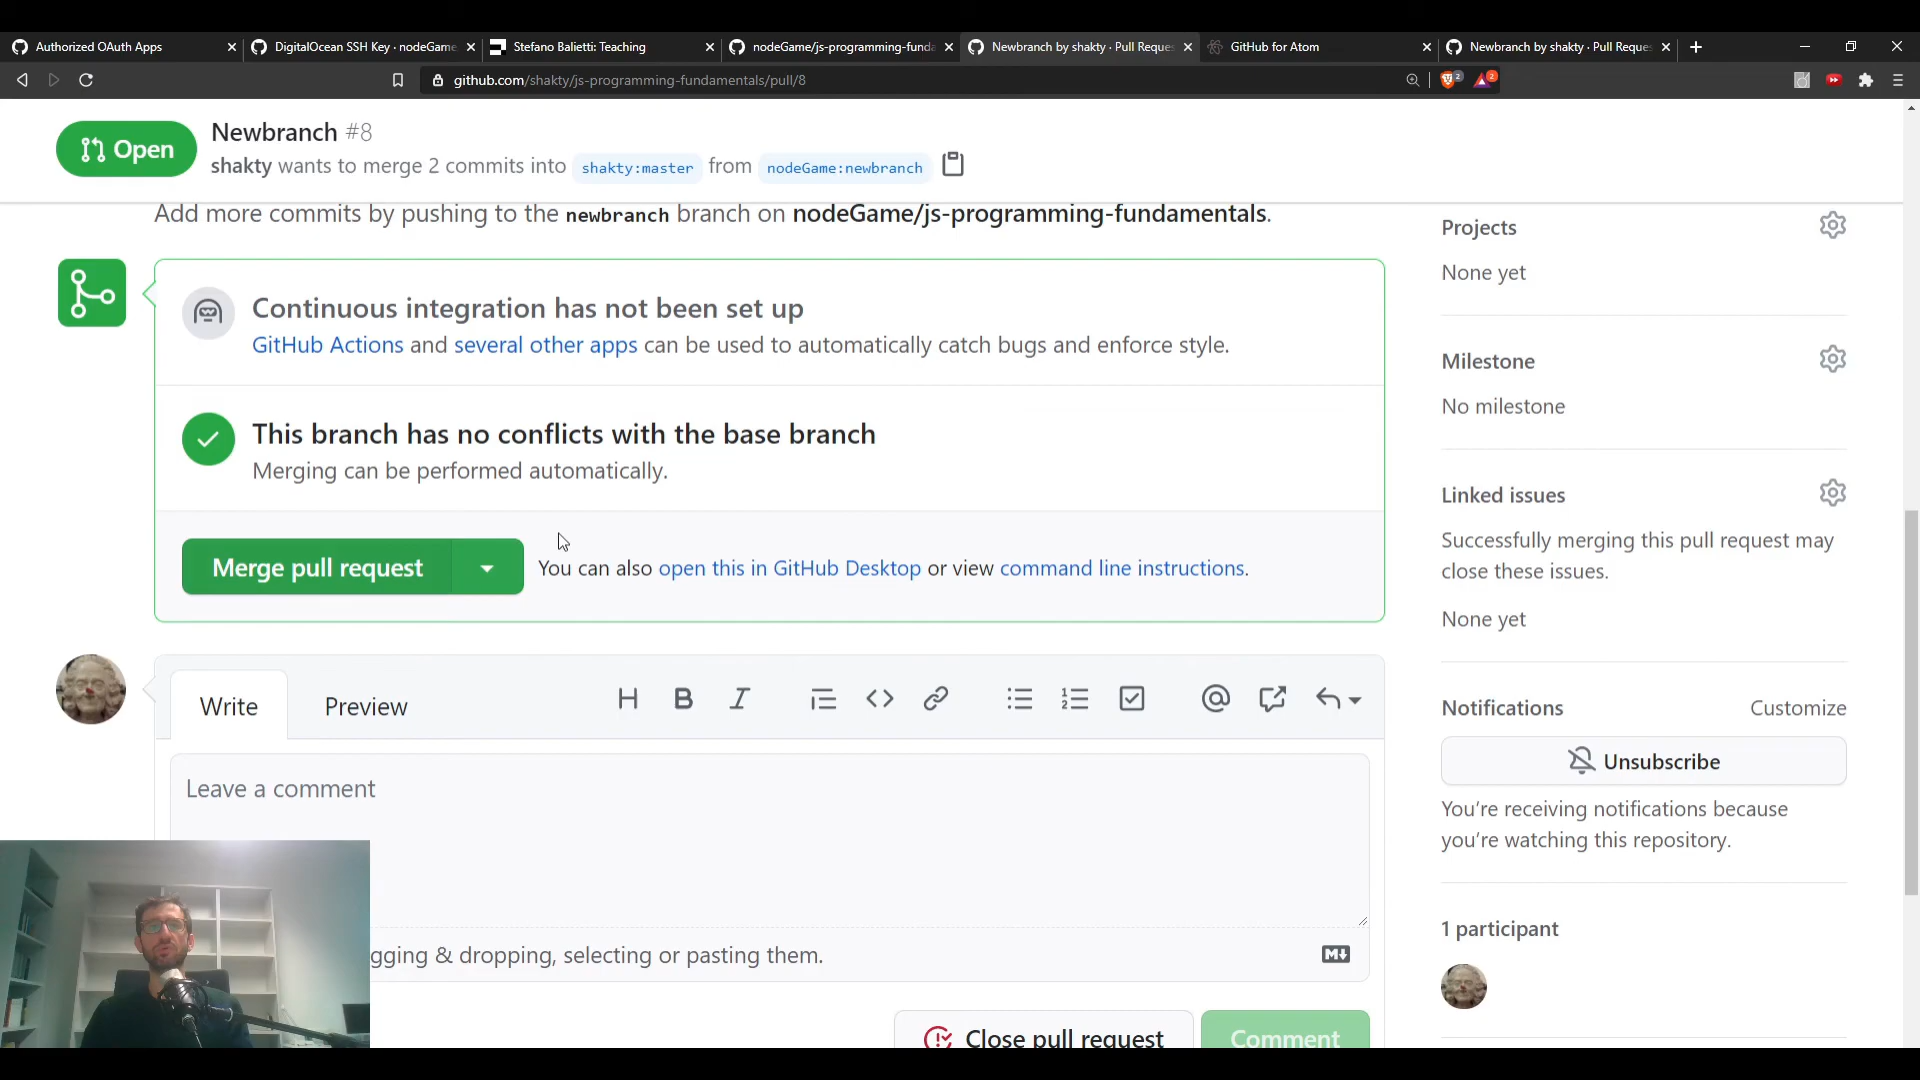 Authorized OAuth Apps
DigitalOcean SSH Key · nodeGame
Stefano Balietti: Teaching
nodeGame/js-programming-funda
Newbranch by shakty · Pull Reques
GitHub for Atom
Newbranch by shakty · Pull Reques
github.com/shakty/js-programming-fundamentals/pull/8
2
2
Open
Newbranch #8
shakty wants to merge 2 commits into shakty:master from nodeGame:newbranch
Add more commits by pushing to the newbranch branch on nodeGame/js-programming-fundamentals.
Continuous integration has not been set up
GitHub Actions and several other apps can be used to automatically catch bugs and enforce style.
This branch has no conflicts with the base branch
Merging can be performed automatically.
Merge pull request
You can also open this in GitHub Desktop or view command line instructions.
Write
Preview
H B I
Leave a comment
gging & dropping, selecting or pasting them.
M
Close pull request
Comment
Projects
None yet
Milestone
No milestone
Linked issues
Successfully merging this pull request may
close these issues.
None yet
Notifications
Customize
Unsubscribe
You're receiving notifications because
you're watching this repository.
1 participant